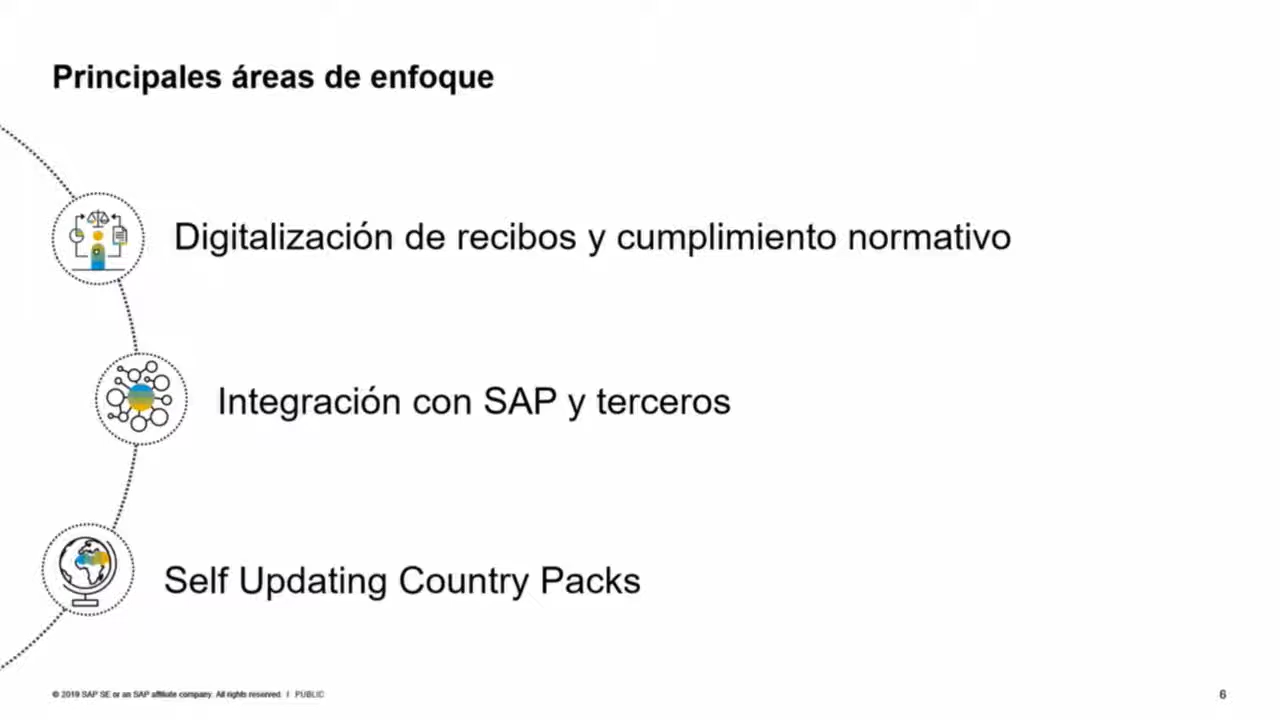 Principales áreas de enfoque
Digitalización de recibos y cumplimiento normativo
Integración con SAP y terceros
Self Updating Country Packs
© 2019 SAP SE or an SAP affiliate company. All rights reserved. I PUBLIC
6